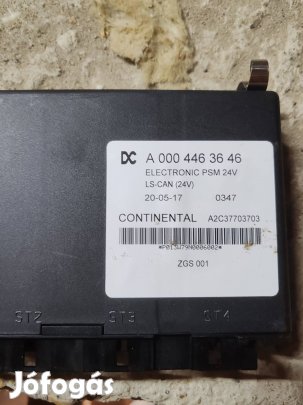 DC A 000 446 36 46
ELECTRONIC PSM 24V
LS-CAN (24V)
20-05-17 0347
CONTINENTAL A2C37703703
*P013W79N0006002*
ZGS 001
ST2 ST3 ST4
Jófogás